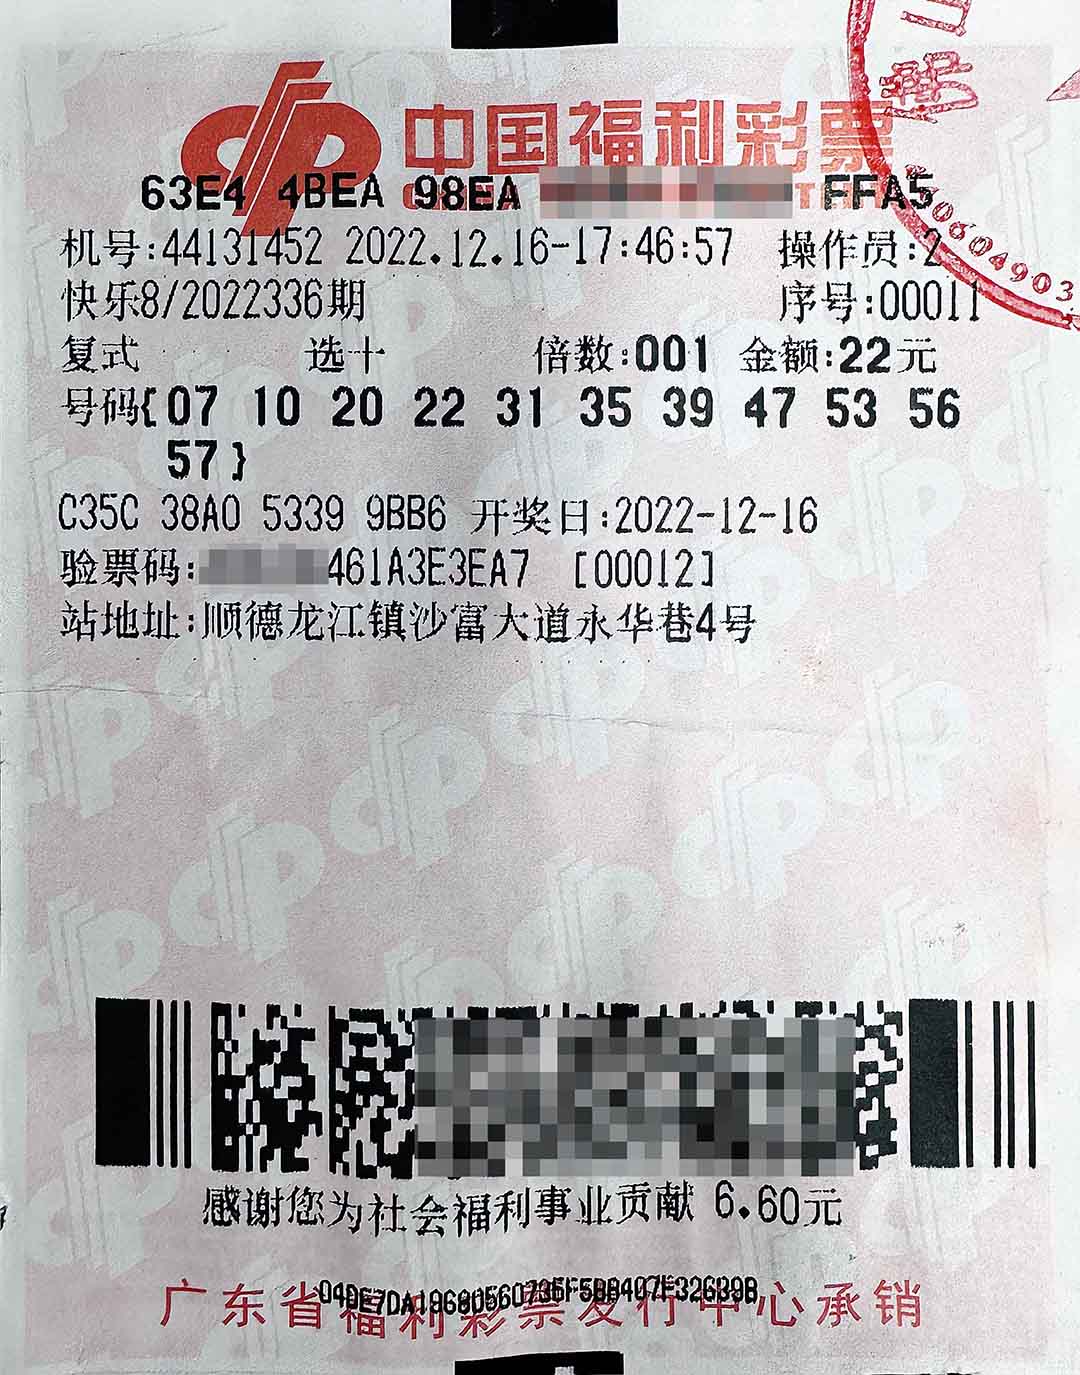 中国福利彩票
63E4 4BEA 98EA FFA5
机号:44131452 2022.12.16-17:46:57 操作员:2
0604903
快乐8/2022336期 序号:00011
复式 选十 倍数:001 金额:22元
号码{07 10 20 22 31 35 39 47 53 56
57}
C35C 38A0 5339 9BB6 开奖日:2022-12-16
验票码: 461A3E3EA7 [00012]
站地址:顺德龙江镇沙富大道永华巷4号
感谢您为社会福利事业贡献 6.60元
广东省福利彩票发行中心承销